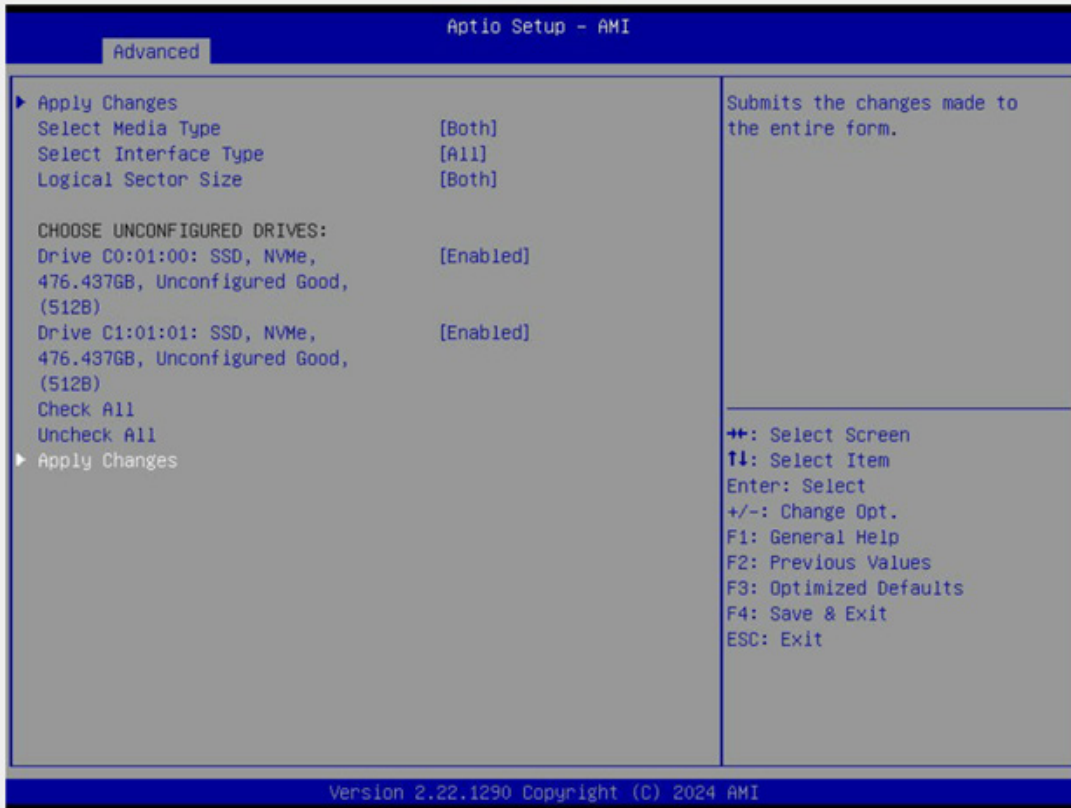 Aptio Setup - AMI
Advanced
Apply Changes
Select Media Type [Both]
Select Interface Type [All]
Logical Sector Size [Both]
CHOOSE UNCONFIGURED DRIVES:
Drive C0:01:00: SSD, NVMe, [Enabled]
476.437GB, Unconfigured Good,
(512B)
Drive C1:01:01: SSD, NVMe, [Enabled]
476.437GB, Unconfigured Good,
(512B)
Check All
Uncheck All
Apply Changes
Submits the changes made to
the entire form.
→←: Select Screen
↑↓: Select Item
Enter: Select
+/-: Change Opt.
F1: General Help
F2: Previous Values
F3: Optimized Defaults
F4: Save & Exit
ESC: Exit
Version 2.22.1290 Copyright (C) 2024 AMI